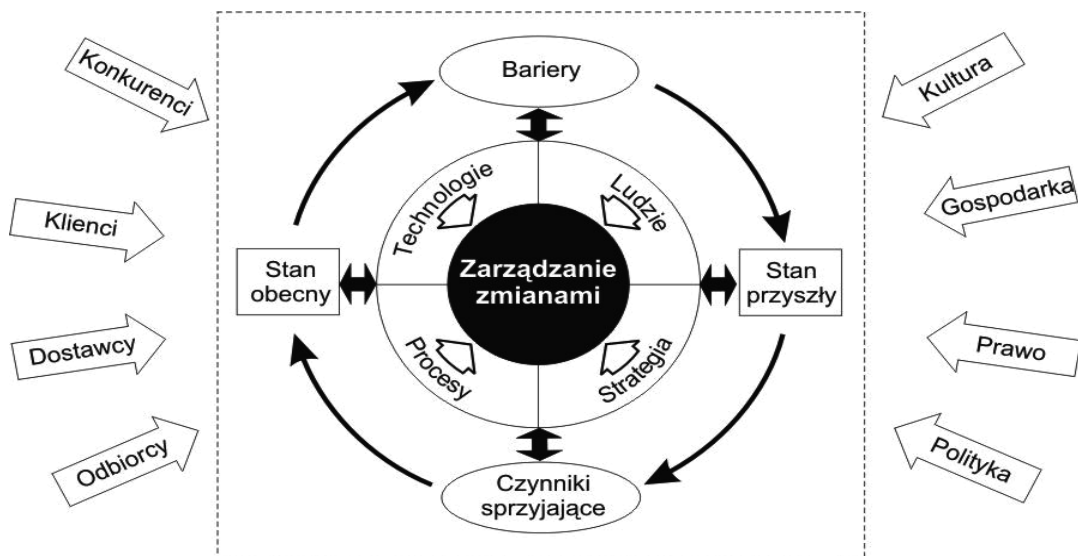 Konkurenci
Klienci
Dostawcy
Odbiorcy
Bariery
Technologie
Ludzie
Stan
obecny
Zarządzanie
zmianami
Stan
przyszły
Procesy
Strategia
Czynniki
sprzyjające
Kultura
Gospodarka
Prawo
Polityka